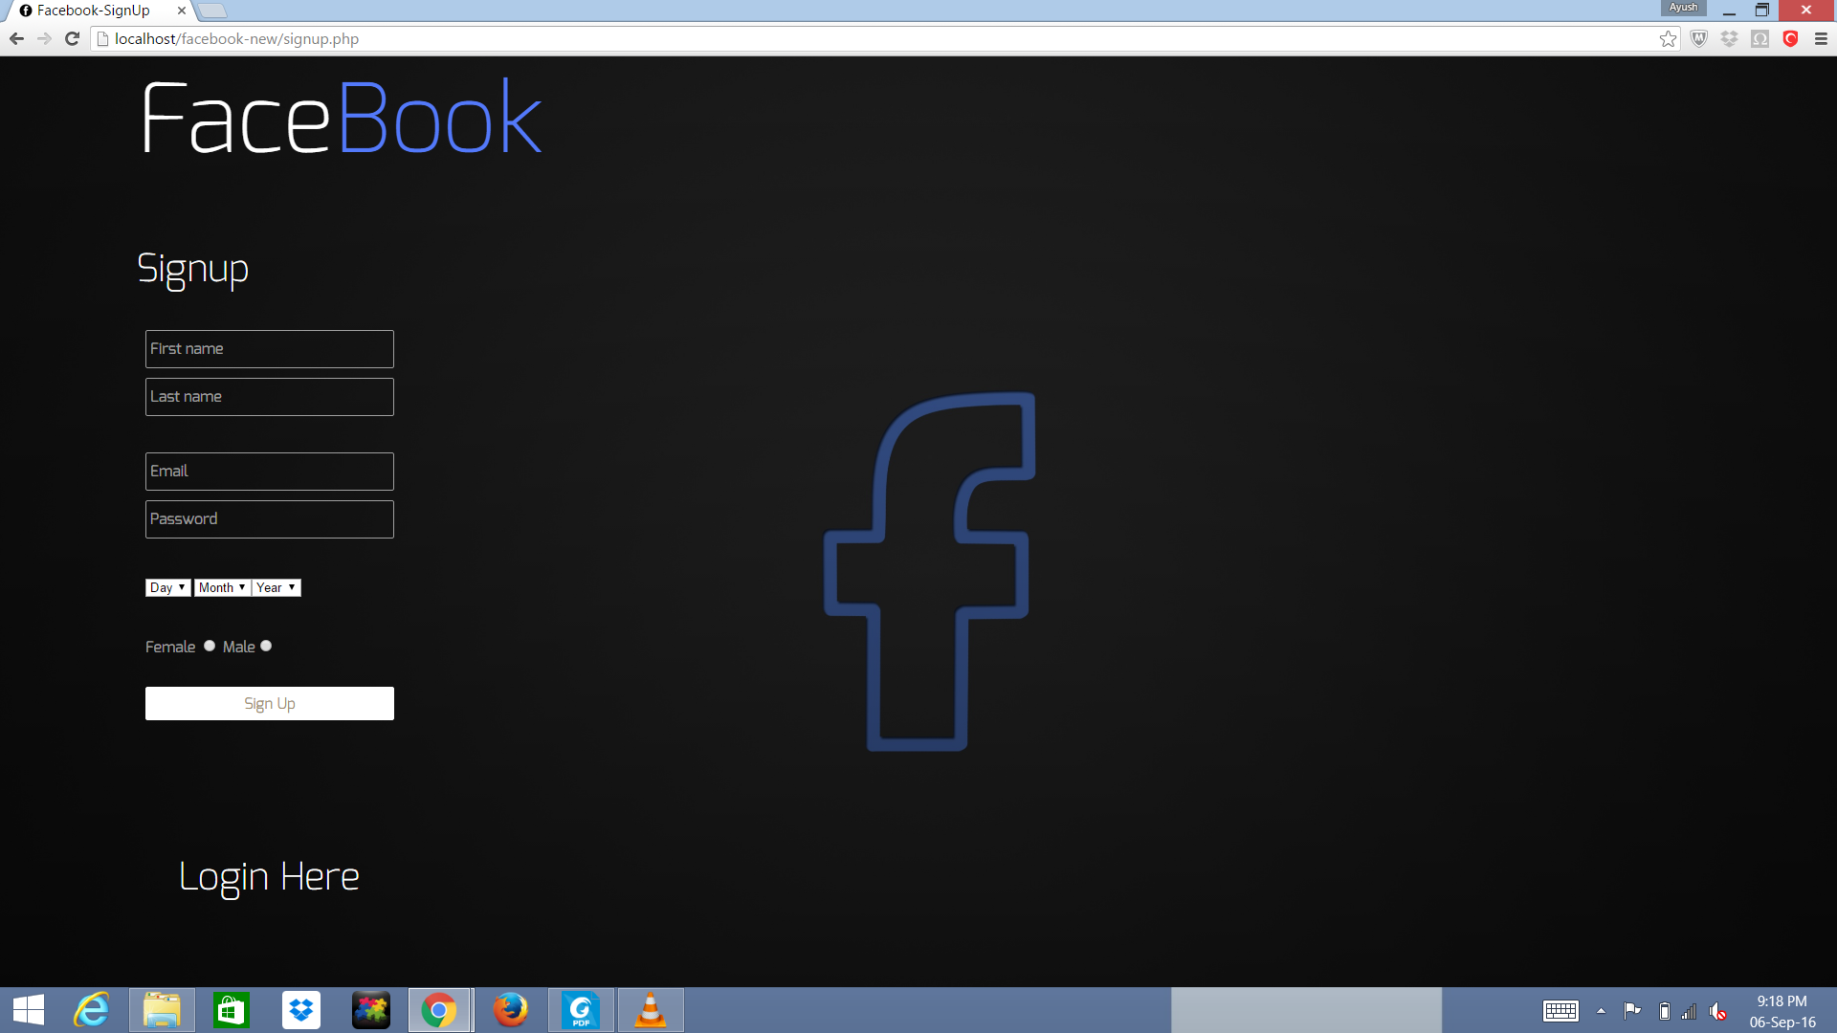 Facebook-SignUp
Ayush
localhost/facebook-new/signup.php
FaceBook
Signup
First name
Last name
Email
Password
Day Month Year
Female Male
Sign Up
Login Here
PDF
9:18 PM
06-Sep-16